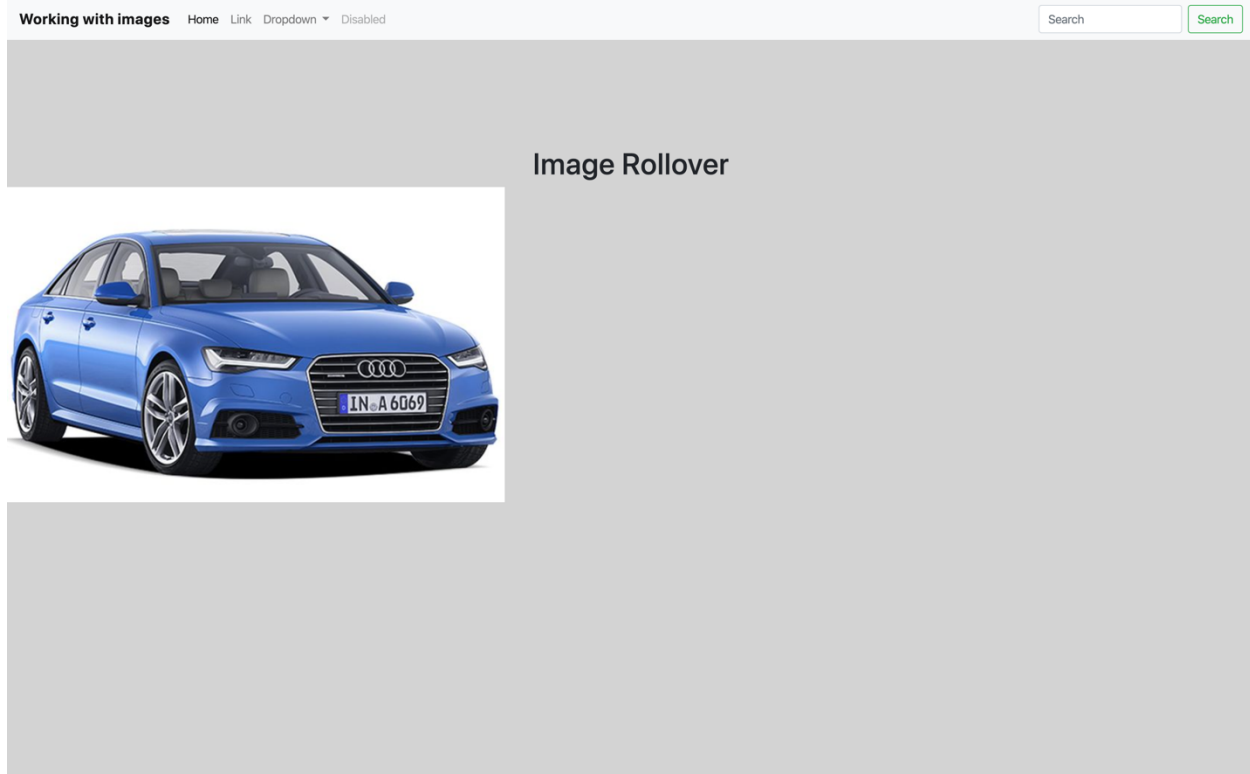 Working with images Home Link Dropdown Disabled Search Search
Image Rollover
IN A 6069